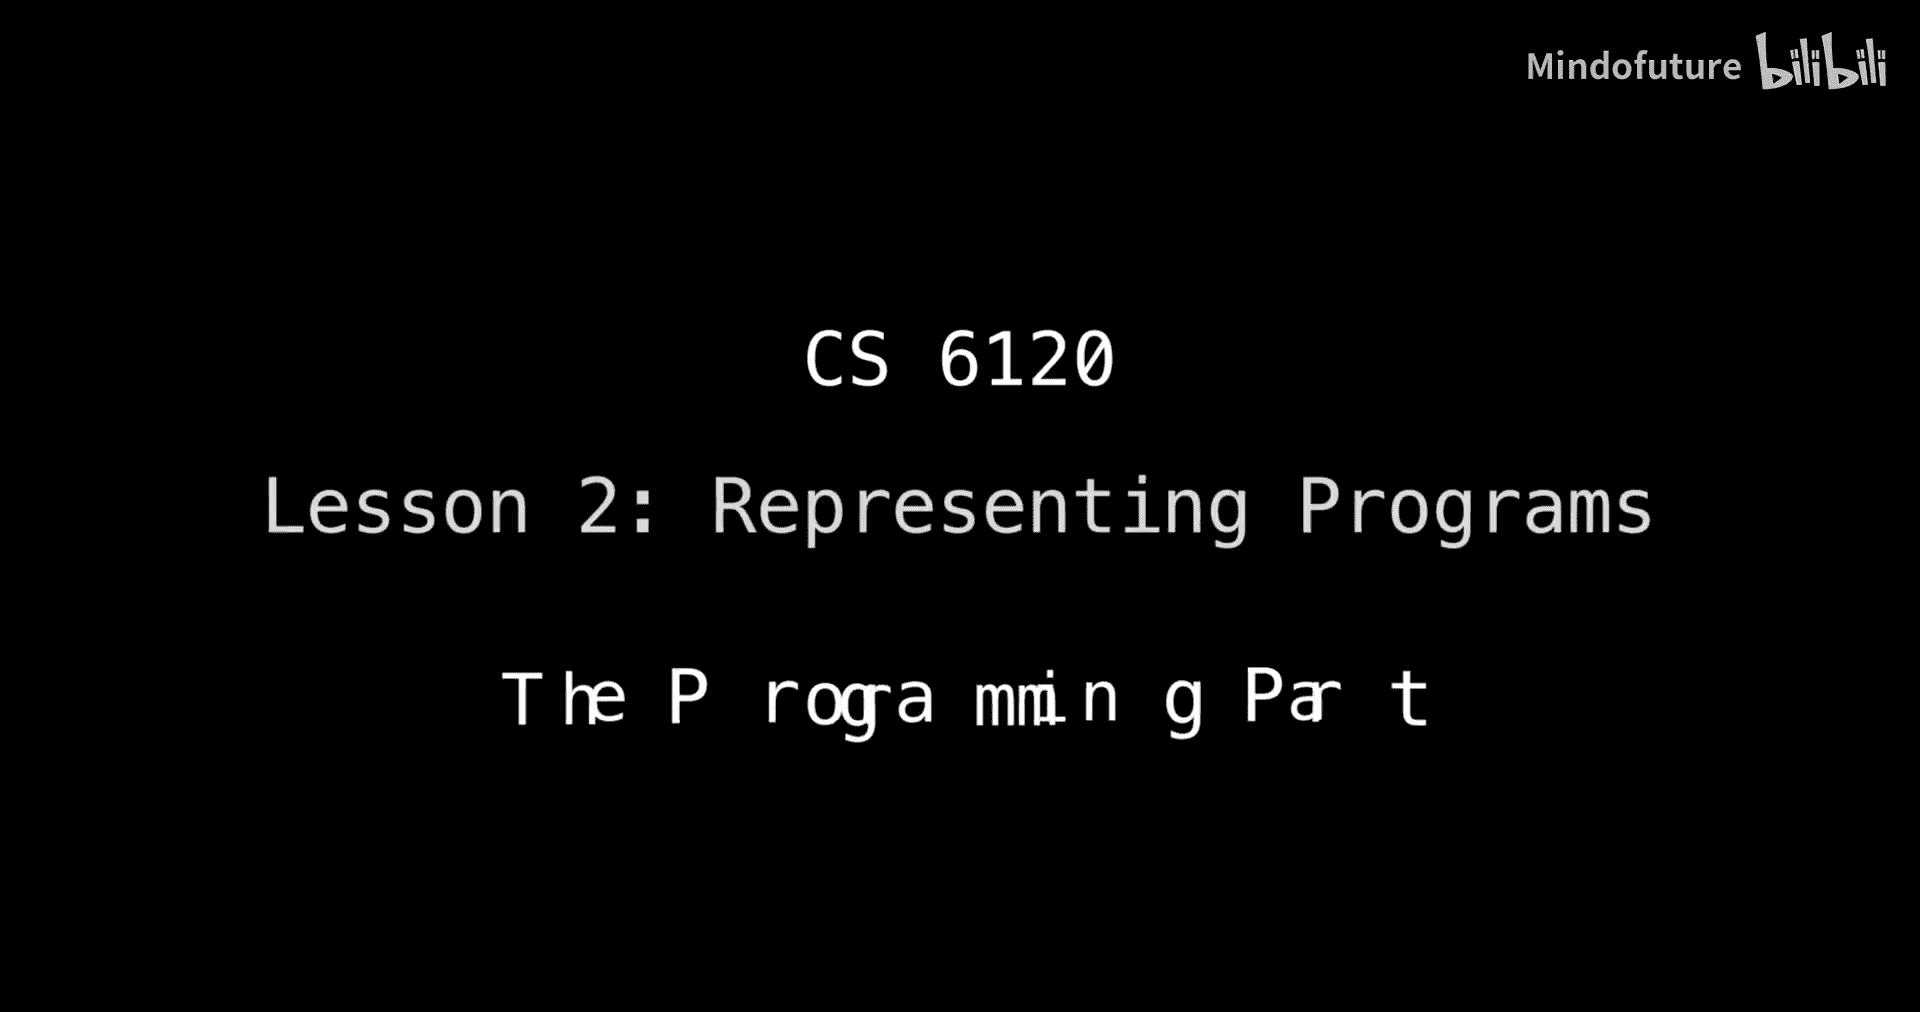 Mindofuture bilibili
CS 6120
Lesson 2: Representing Programs
The Programming Part